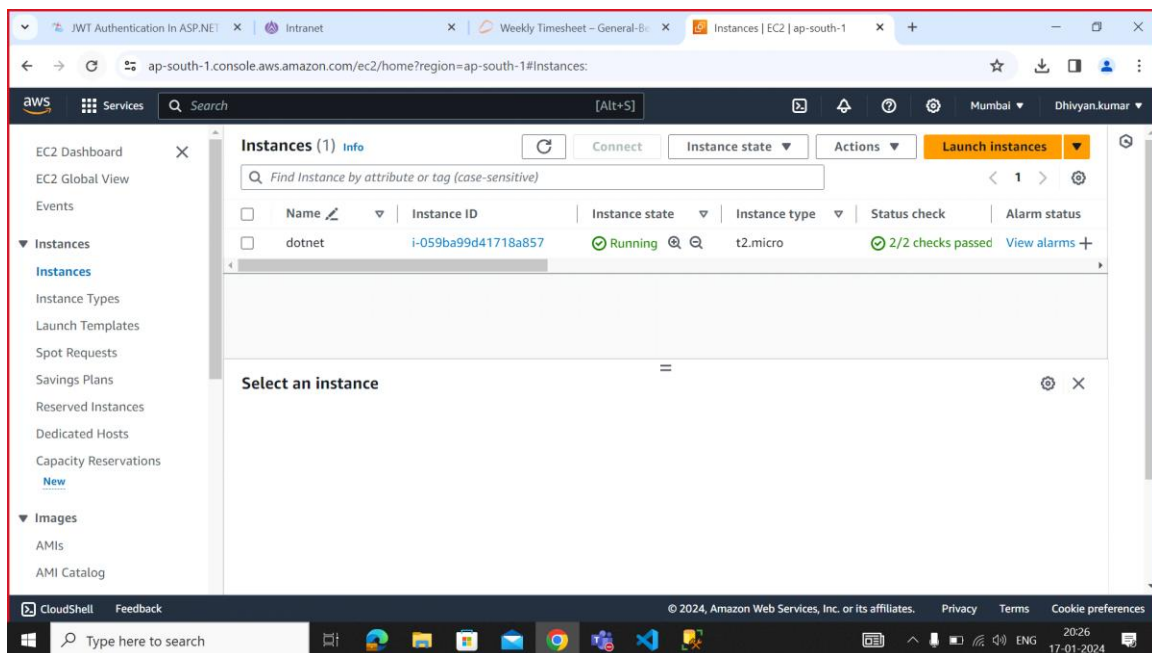 JWT Authentication In ASP.NET
Intranet
Weekly Timesheet – General-Be
Instances | EC2 | ap-south-1
ap-south-1.console.aws.amazon.com/ec2/home?region=ap-south-1#Instances:
aws Services Search [Alt+S] Mumbai ▼ Dhivyan.kumar ▼
EC2 Dashboard
EC2 Global View
Events
Instances
Instances
Instance Types
Launch Templates
Spot Requests
Savings Plans
Reserved Instances
Dedicated Hosts
Capacity Reservations
New
Images
AMIs
AMI Catalog
Instances (1) Info Connect Instance state ▼ Actions ▼ Launch instances ▼
Find Instance by attribute or tag (case-sensitive) < 1 >
Name Instance ID Instance state Instance type Status check Alarm status
dotnet i-059ba99d41718a857 Running t2.micro 2/2 checks passed View alarms +
Select an instance
CloudShell Feedback © 2024, Amazon Web Services, Inc. or its affiliates. Privacy Terms Cookie preferences
Type here to search ENG 20:26
17-01-2024